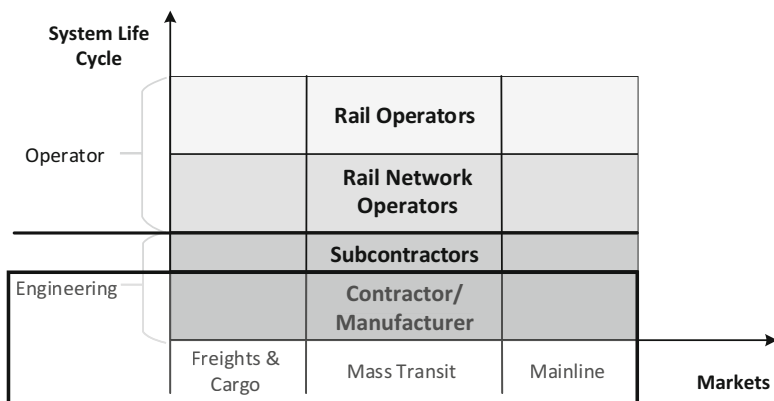 System Life
Cycle
Rail Operators
Operator
Rail Network
Operators
Subcontractors
Engineering
Contractor/
Manufacturer
Freights &
Cargo
Mass Transit
Mainline
Markets